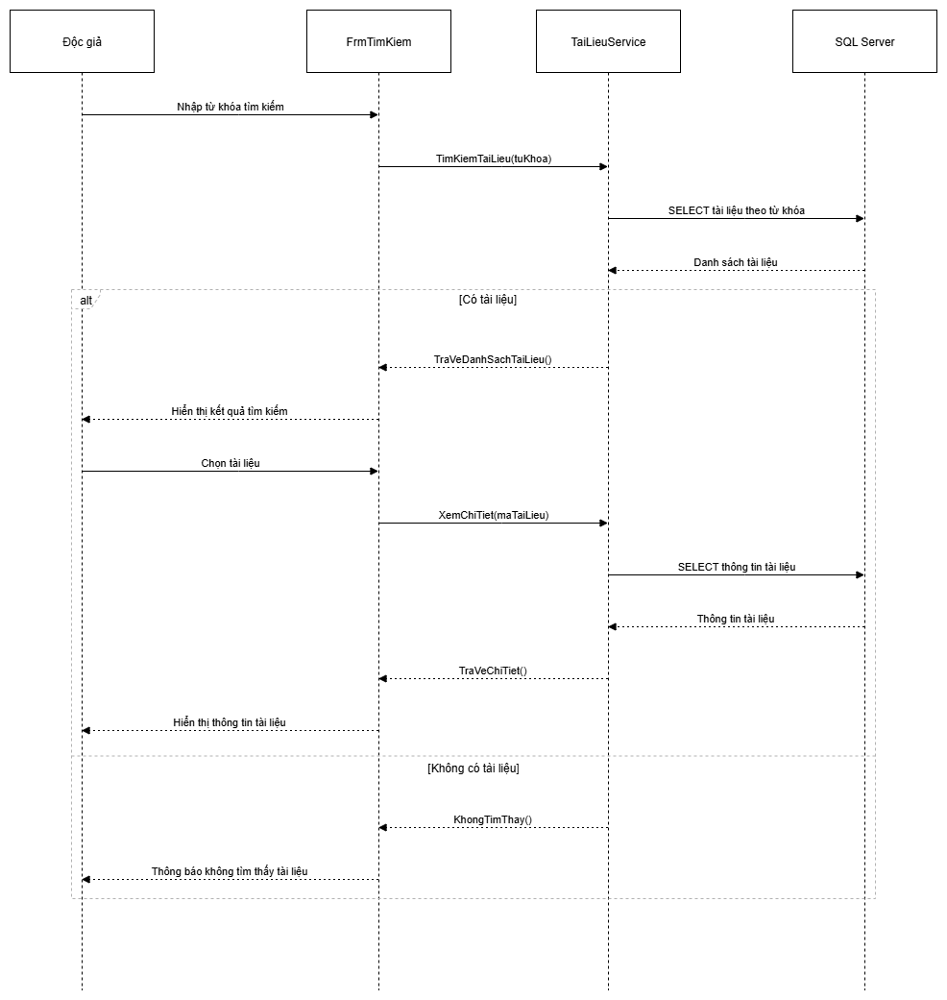 Độc giả
FrmTimKiem
TaiLieuService
SQL Server
Nhập từ khóa tìm kiếm
TimKiemTaiLieu(tuKhoa)
SELECT tài liệu theo từ khóa
Danh sách tài liệu
alt
[Có tài liệu]
TraVeDanhSachTaiLieu()
Hiển thị kết quả tìm kiếm
Chọn tài liệu
XemChiTiet(maTaiLieu)
SELECT thông tin tài liệu
Thông tin tài liệu
TraVeChiTiet()
Hiển thị thông tin tài liệu
[Không có tài liệu]
KhongTimThay()
Thông báo không tìm thấy tài liệu